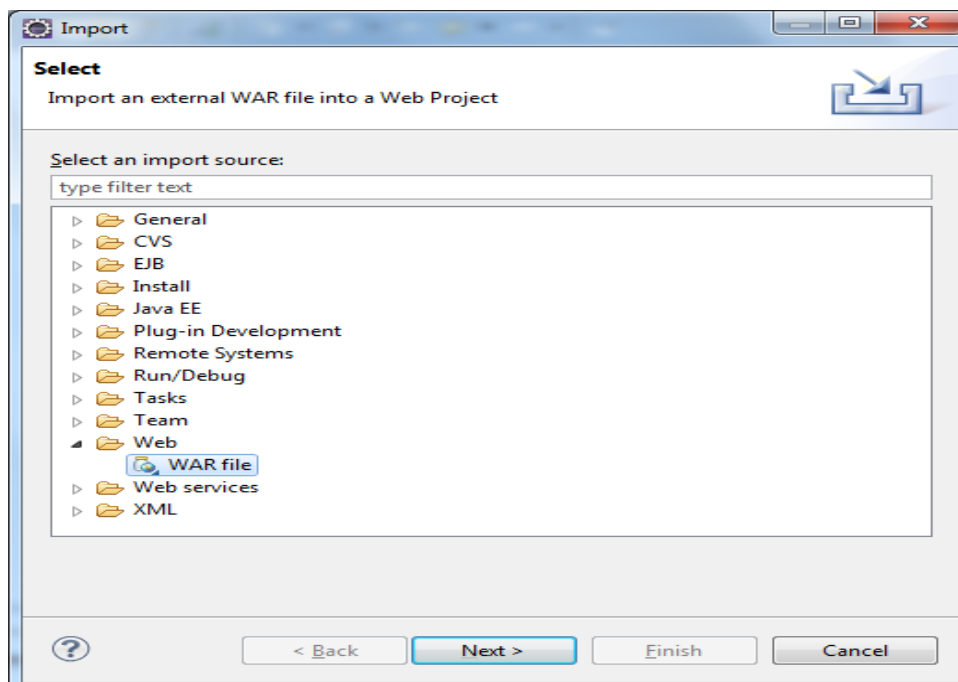 Import
Select
Import an external WAR file into a Web Project
Select an import source:
type filter text
General
CVS
EJB
Install
Java EE
Plug-in Development
Remote Systems
Run/Debug
Tasks
Team
Web
WAR file
Web services
XML
? < Back Next > Finish Cancel